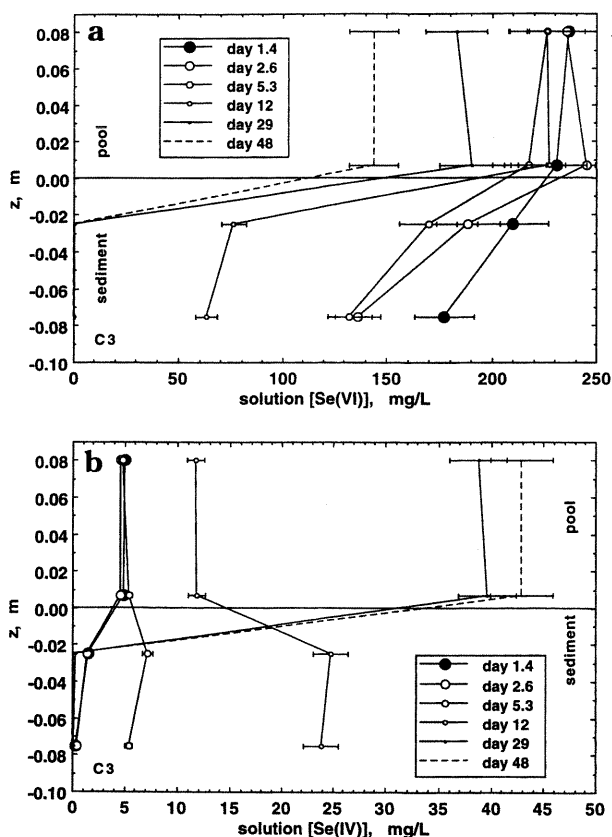 a
0.08
0.04
0.00
-0.02
-0.04
-0.06
-0.08
-0.10
z, m
pool
sediment
day 1.4
day 2.6
day 5.3
day 12
day 29
day 48
C3
0 50 100 150 200 250
solution [Se(VI)], mg/L
b
0.08
0.06
0.04
0.02
0.00
-0.02
-0.04
-0.06
-0.08
-0.10
z, m
pool
sediment
day 1.4
day 2.6
day 5.3
day 12
day 29
day 48
C3
0 5 10 15 20 25 30 35 40 45 50
solution [Se(IV)], mg/L